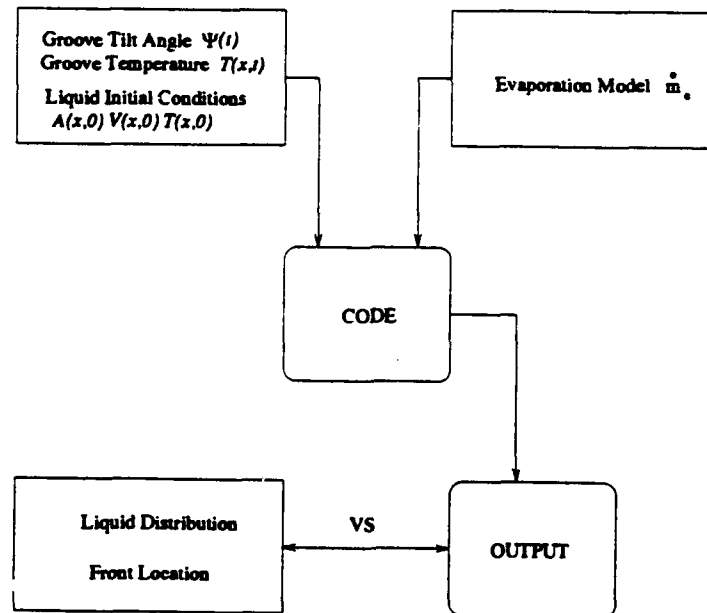 Groove Tilt Angle Ψ(t)
Groove Temperature T(x,t)
Liquid Initial Conditions
A(x,0) V(x,0) T(x,0)
Evaporation Model ṁₑ
CODE
Liquid Distribution
Front Location
VS
OUTPUT